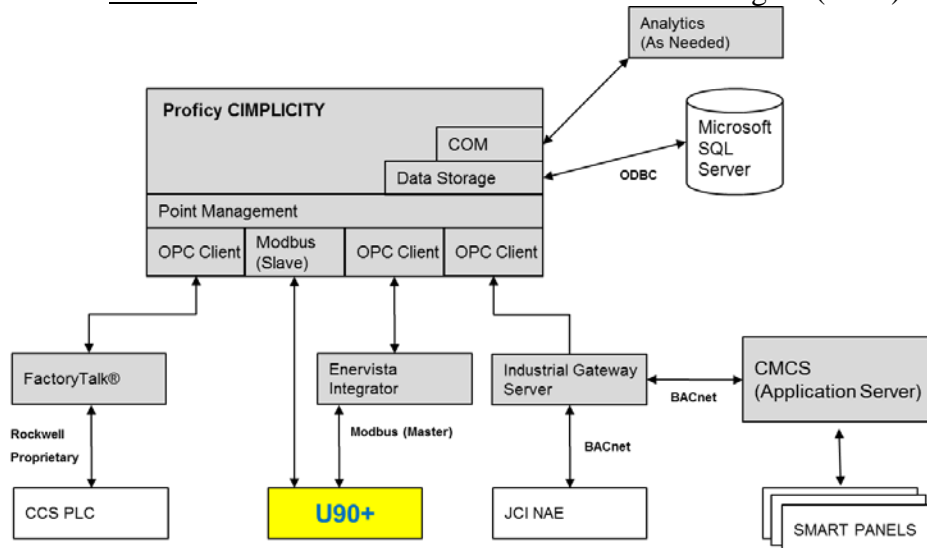 Analytics
(As Needed)
Proficy CIMPLICITY
COM
Data Storage
Microsoft
SQL
Server
ODBC
Point Management
OPC Client
Modbus
(Slave)
OPC Client
OPC Client
FactoryTalk®
Enervista
Integrator
Industrial Gateway
Server
CMCS
(Application Server)
BACnet
Rockwell
Proprietary
Modbus (Master)
BACnet
CCS PLC
U90+
JCI NAE
SMART PANELS